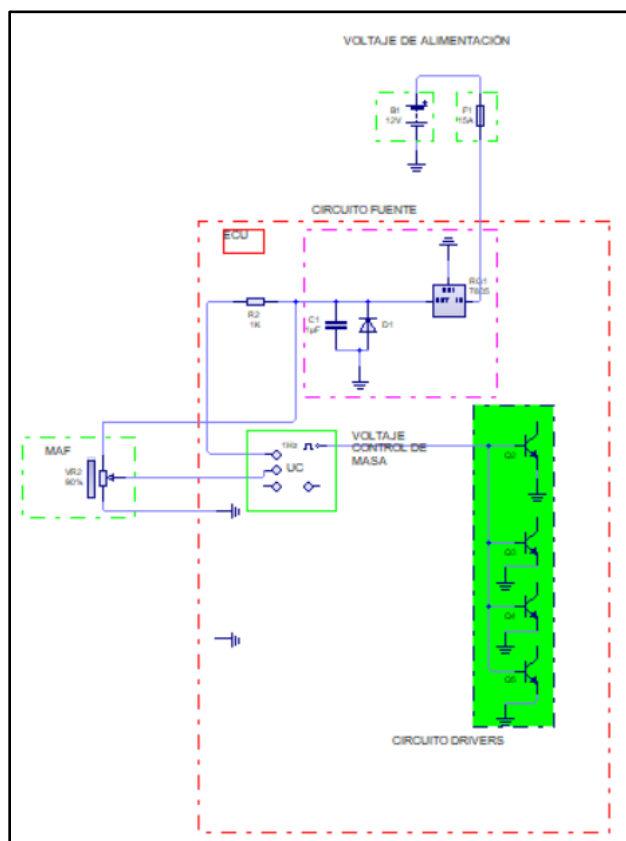 VOLTAJE DE ALIMENTACIÓN
B1
12V
F1
15A
CIRCUITO FUENTE
ECU
RG1
7805
R2
1K
C1
1µF
D1
MAF
VR2
1Hz
UC
VOLTAJE
CONTROL DE
MASA
Q2
Q3
Q4
Q5
CIRCUITO DRIVERS